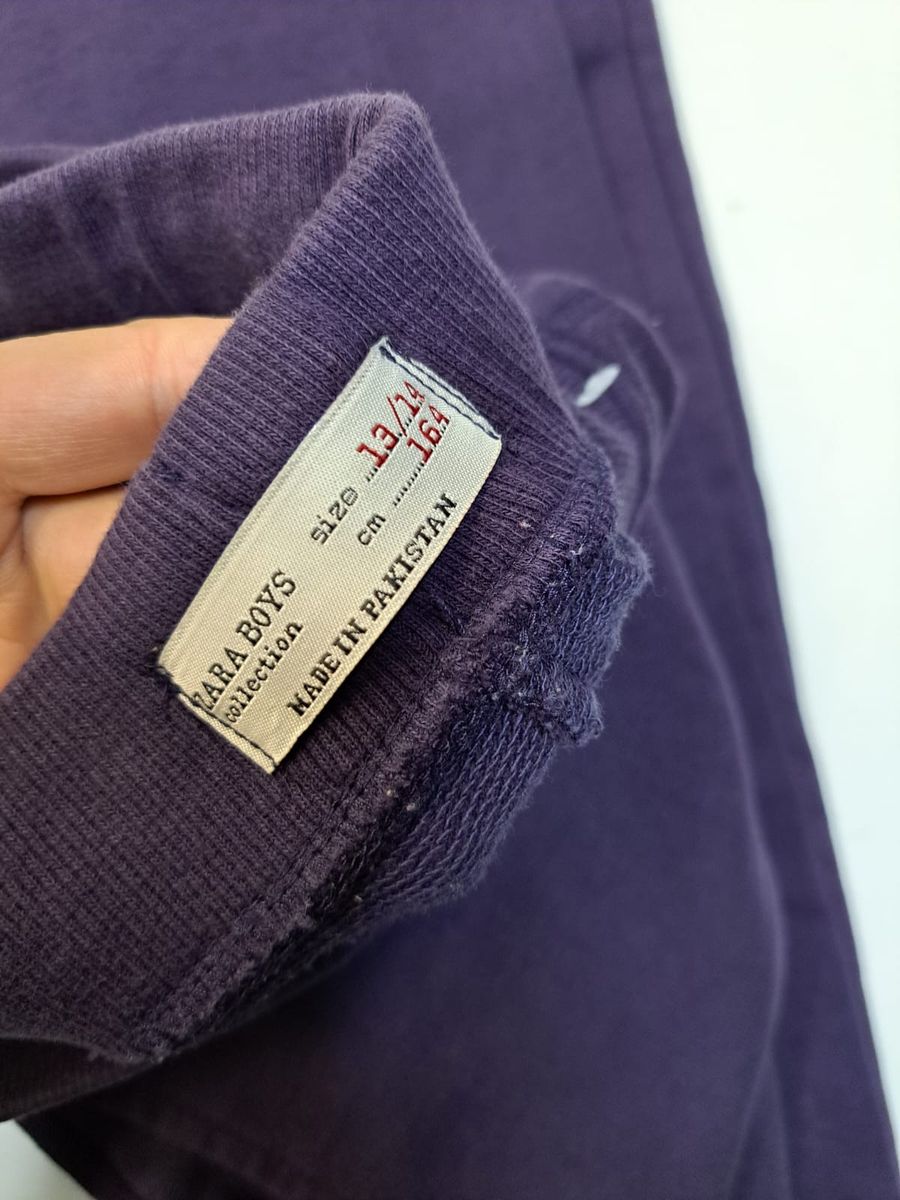 ZARA BOYS
collection
size ...13/14
cm .......164
MADE IN PAKISTAN